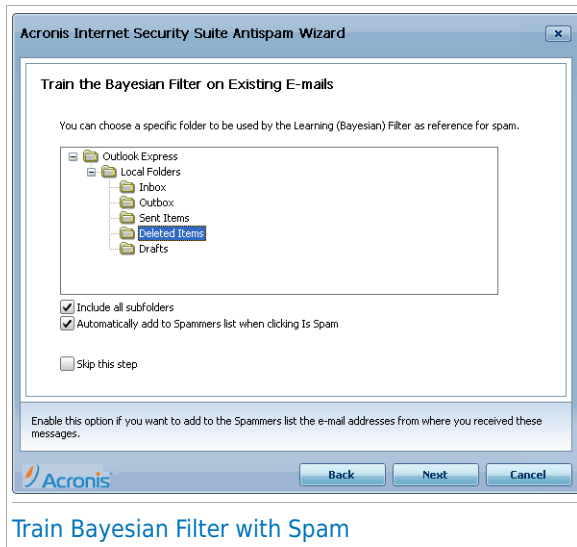 Acronis Internet Security Suite Antispam Wizard
Train the Bayesian Filter on Existing E-mails
You can choose a specific folder to be used by the Learning (Bayesian) Filter as reference for spam.
Outlook Express
Local Folders
Inbox
Outbox
Sent Items
Deleted Items
Drafts
Include all subfolders
Automatically add to Spammers list when clicking Is Spam
Skip this step
Enable this option if you want to add to the Spammers list the e-mail addresses from where you received these
messages.
Acronis
Back
Next
Cancel
Train Bayesian Filter with Spam